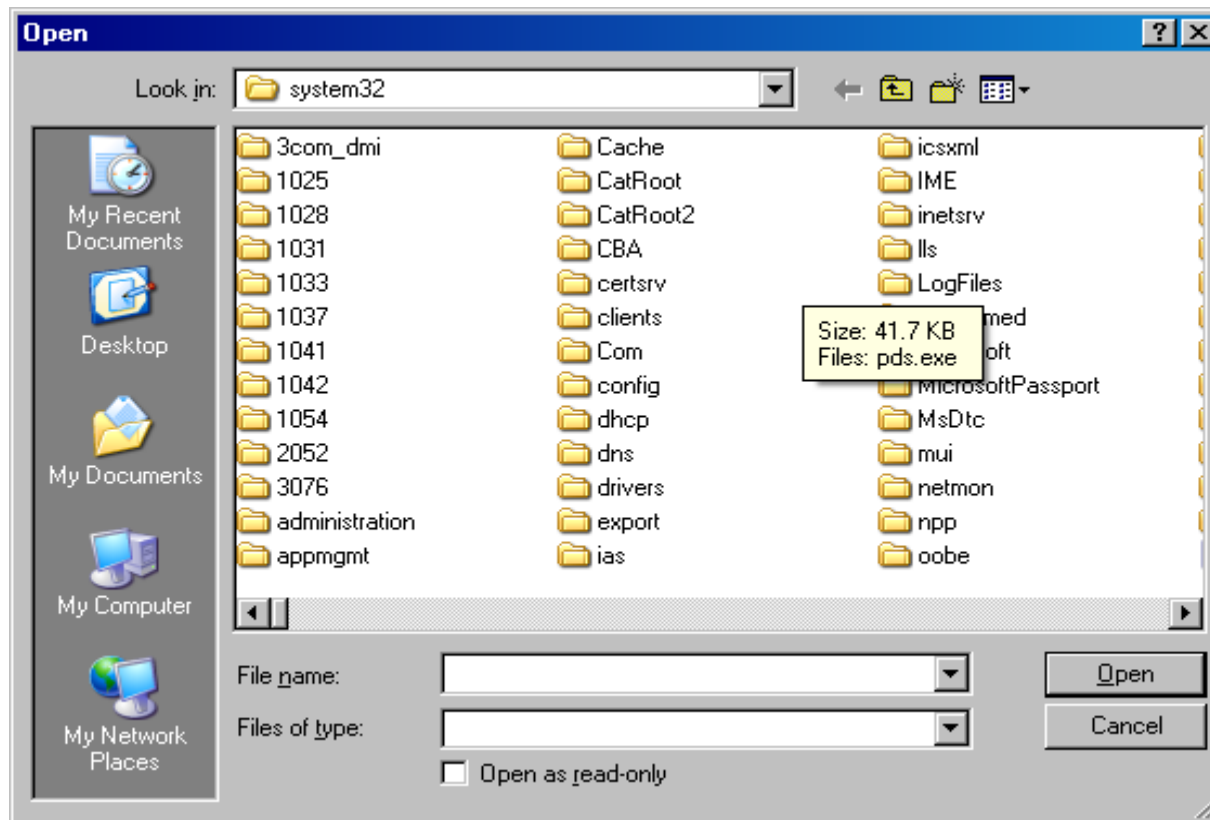 Open
Look in:
system32
My Recent
Documents
Desktop
My Documents
My Computer
My Network
Places
3com_dmi
1025
1028
1031
1033
1037
1041
1042
1054
2052
3076
administration
appmgmt
Cache
CatRoot
CatRoot2
CBA
certsrv
clients
Com
config
dhcp
dns
drivers
export
ias
icsxml
IME
inetsrv
lls
LogFiles
MicrosoftPassport
MsDtc
mui
netmon
npp
oobe
Size: 41.7 KB
Files: pds.exe
File name:
Open
Files of type:
Cancel
Open as read-only